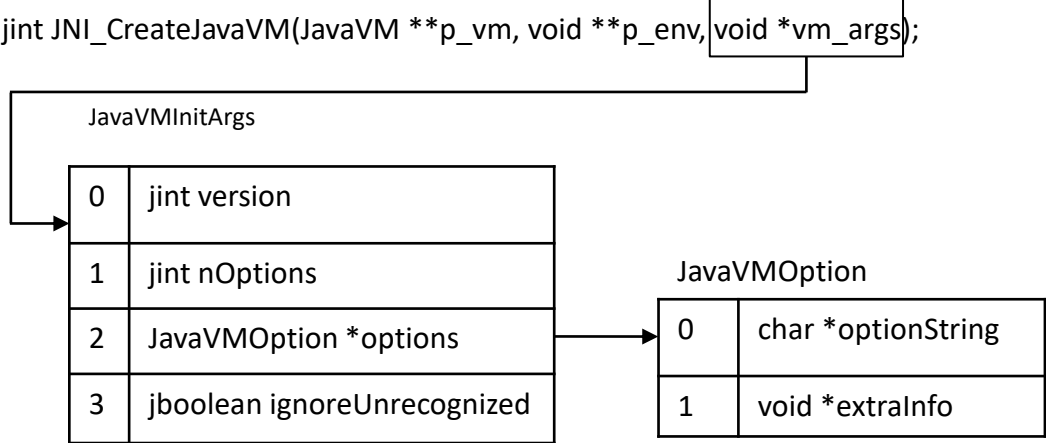 jint JNI_CreateJavaVM(JavaVM **p_vm, void **p_env, void *vm_args);
JavaVMInitArgs
0 jint version
1 jint nOptions
2 JavaVMOption *options
3 jboolean ignoreUnrecognized
JavaVMOption
0 char *optionString
1 void *extraInfo